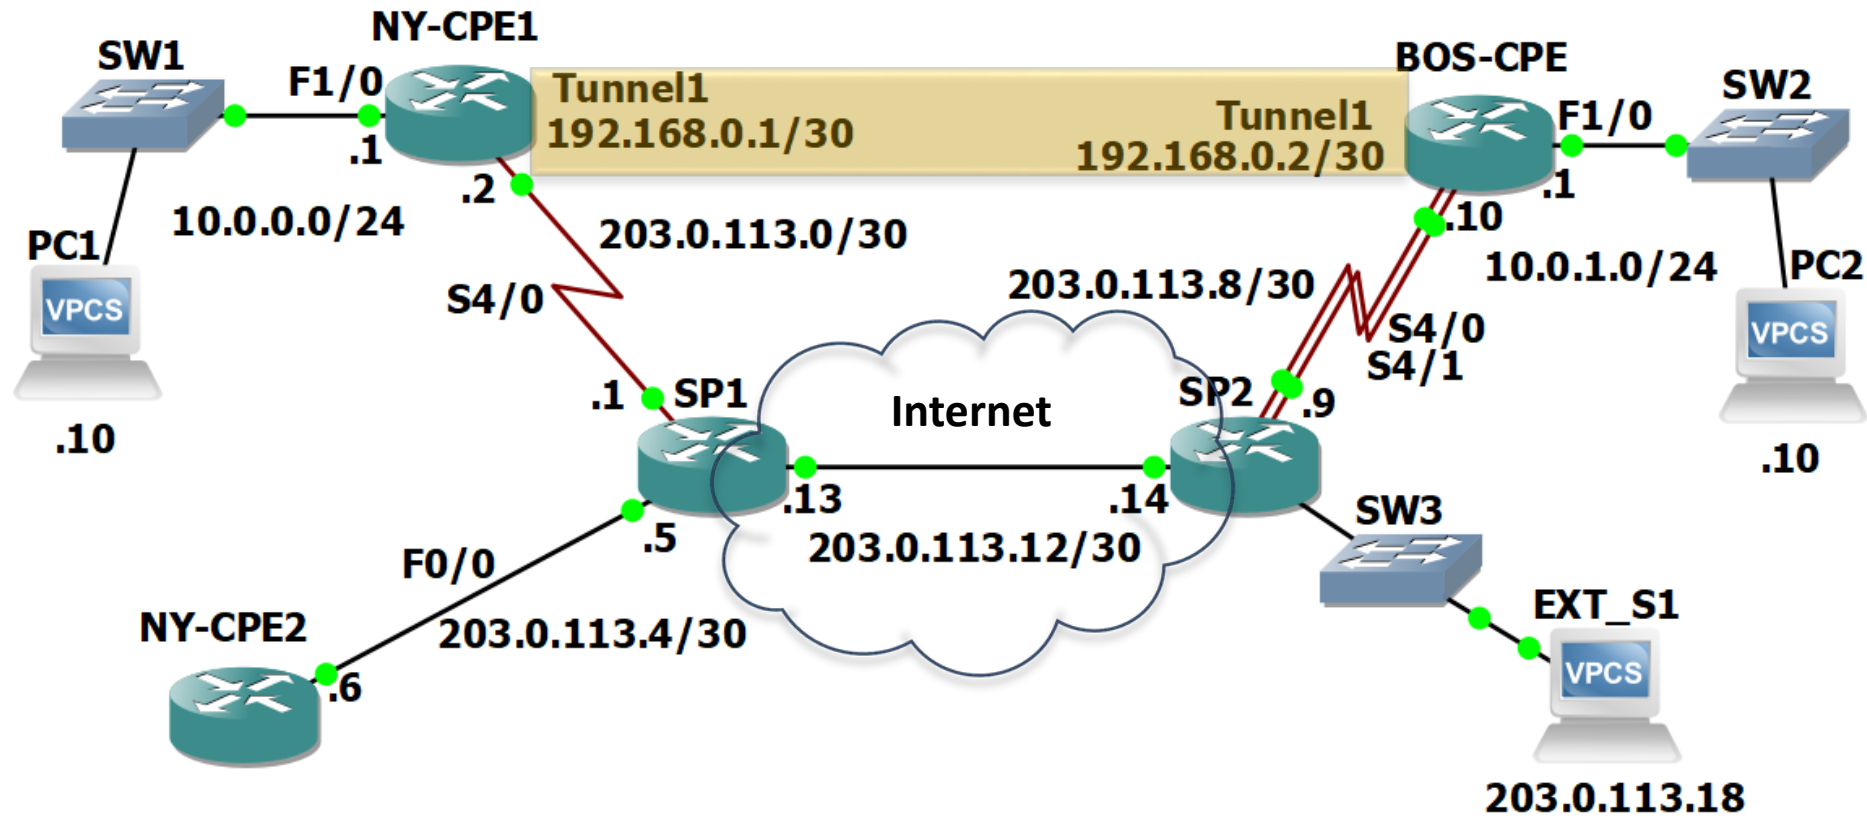 NY-CPE1
SW1
BOS-CPE
SW2
F1/0
Tunnel1
192.168.0.1/30
Tunnel1
192.168.0.2/30
F1/0
.1
.2
.1
10.0.0.0/24
203.0.113.0/30
.10
PC1
VPCS
10.0.1.0/24
PC2
VPCS
S4/0
203.0.113.8/30
S4/0
S4/1
.10
.1
SP1
Internet
SP2
.9
.10
.13
.14
.5
203.0.113.12/30
SW3
F0/0
NY-CPE2
203.0.113.4/30
EXT_S1
VPCS
.6
203.0.113.18